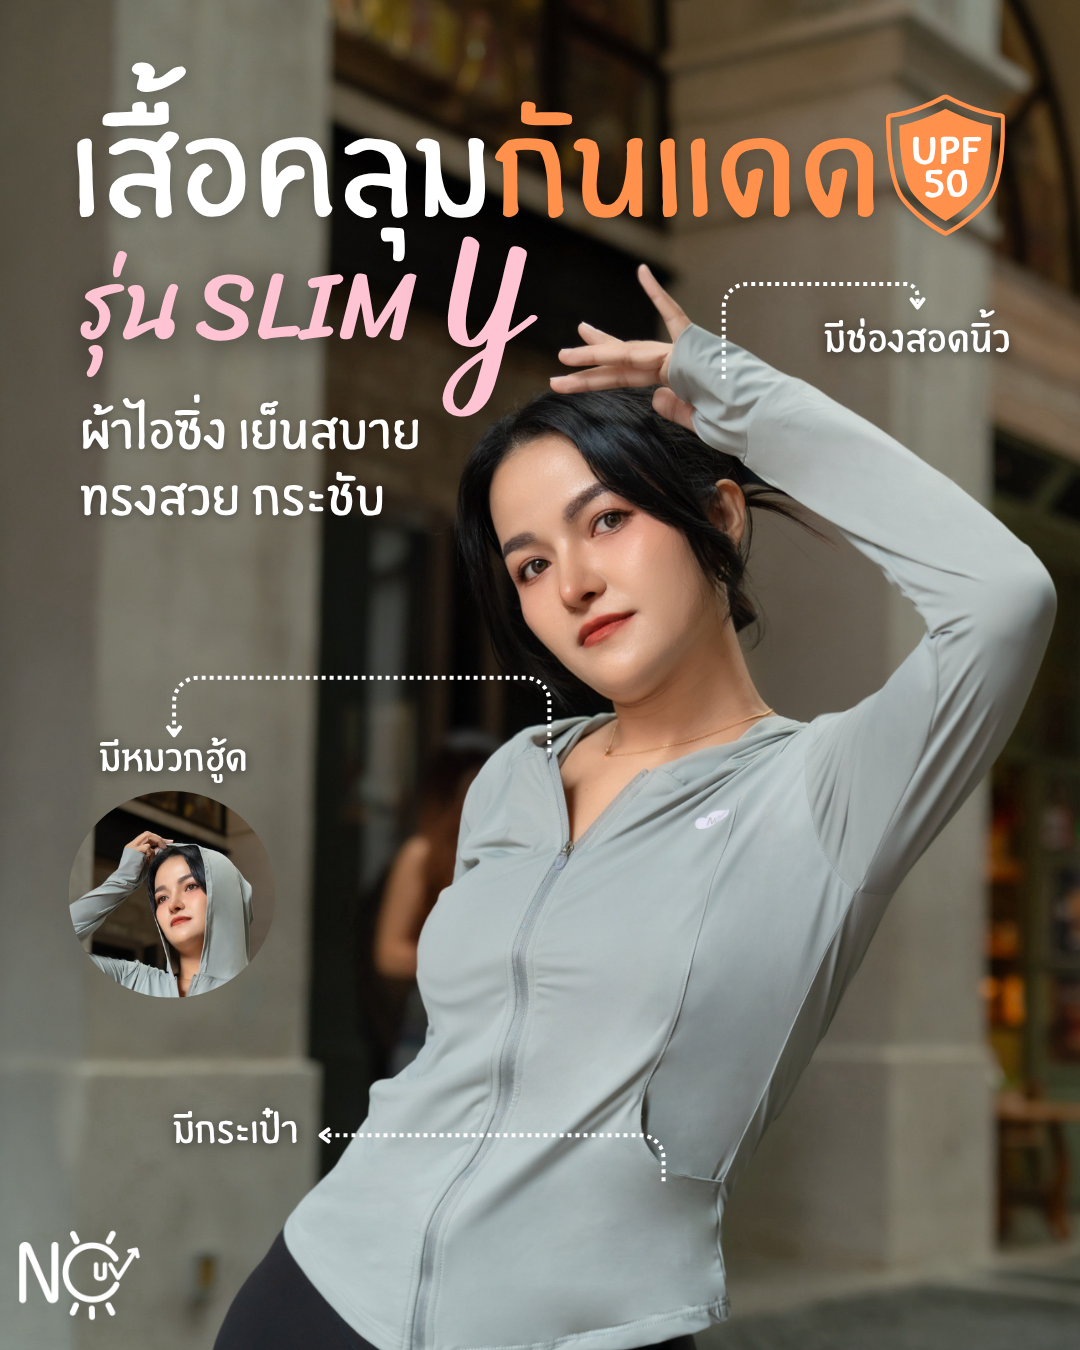 เสื้อคลุมกันแดด
UPF
50
รุ่น SLIM y
มีช่องสอดนิ้ว
ผ้าไอซิ่ง เย็นสบาย
ทรงสวย กระชับ
มีหมวกฮู้ด
มีกระเป๋า
NO
UV